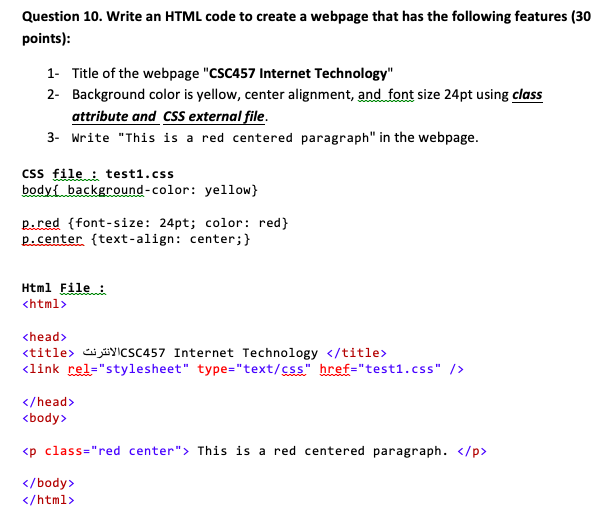 Question 10. Write an HTML code to create a webpage that has the following features (30
points):
1- Title of the webpage "CSC457 Internet Technology"
2- Background color is yellow, center alignment, and font size 24pt using class
attribute and CSS external file.
3- Write "This is a red centered paragraph" in the webpage.
CSS file : test1.css
body{ background-color: yellow}
p.red {font-size: 24pt; color: red}
p.center {text-align: center;}
Html File :
<html>
<head>
<title> الانترنتCSC457 Internet Technology </title>
<link rel="stylesheet" type="text/css" href="test1.css" />
</head>
<body>
<p class="red center"> This is a red centered paragraph. </p>
</body>
</html>